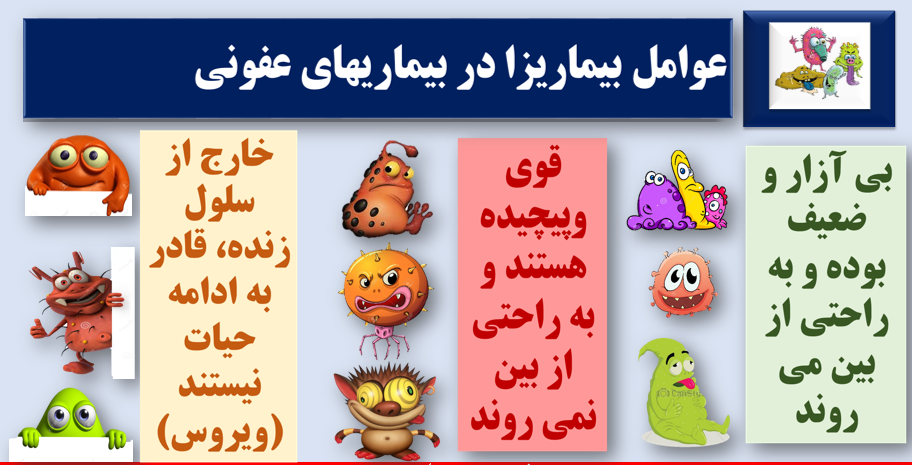 عوامل بیماریزا در بیماریهای عفونی
بی آزار و
ضعیف
بوده و به
راحتی از
بین می
روند
قوی
وپیچیده
هستند و
به راحتی
از بین
نمی روند
خارج از
سلول
زنده، قادر
به ادامه
حیات
نیستند
(ویروس)